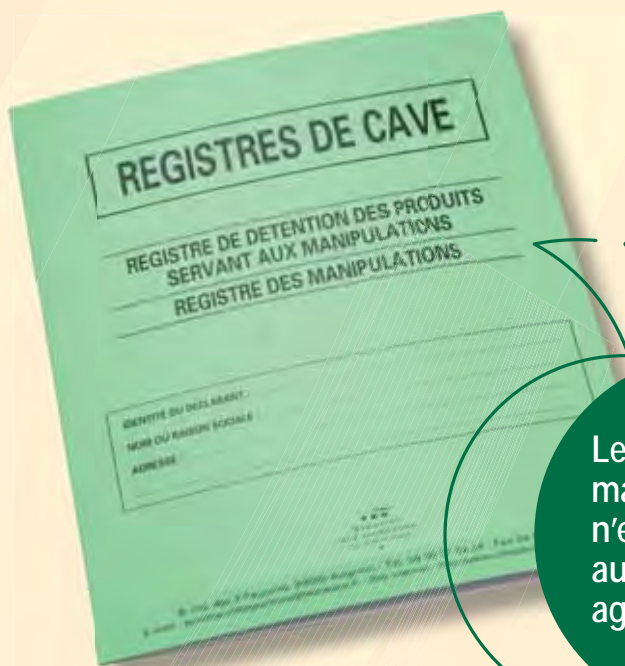 REGISTRES DE CAVE
REGISTRE DE DETENTION DES PRODUITS
SERVANT AUX MANIPULATIONS
REGISTRE DES MANIPULATIONS
IDENTITÉ DU DECLARANT :
NOM OU RAISON SOCIALE :
ADRESSE :
Le
ma
n'e
au
ag